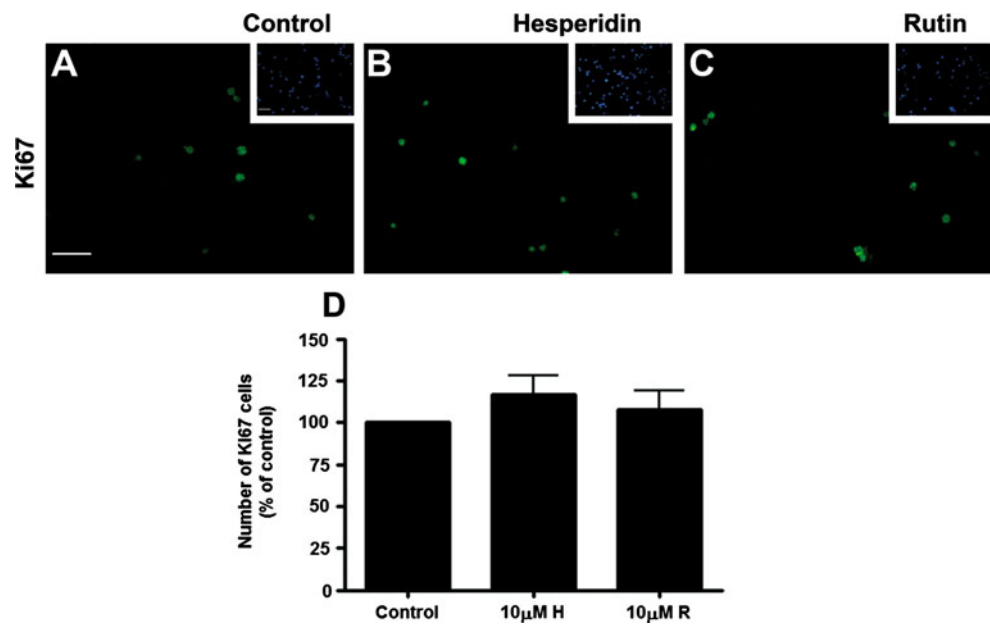 Control Hesperidin Rutin
A B C
Ki67
D
Number of Ki67 cells
(% of control)
150
125
100
75
50
25
0
Control 10µM H 10µM R